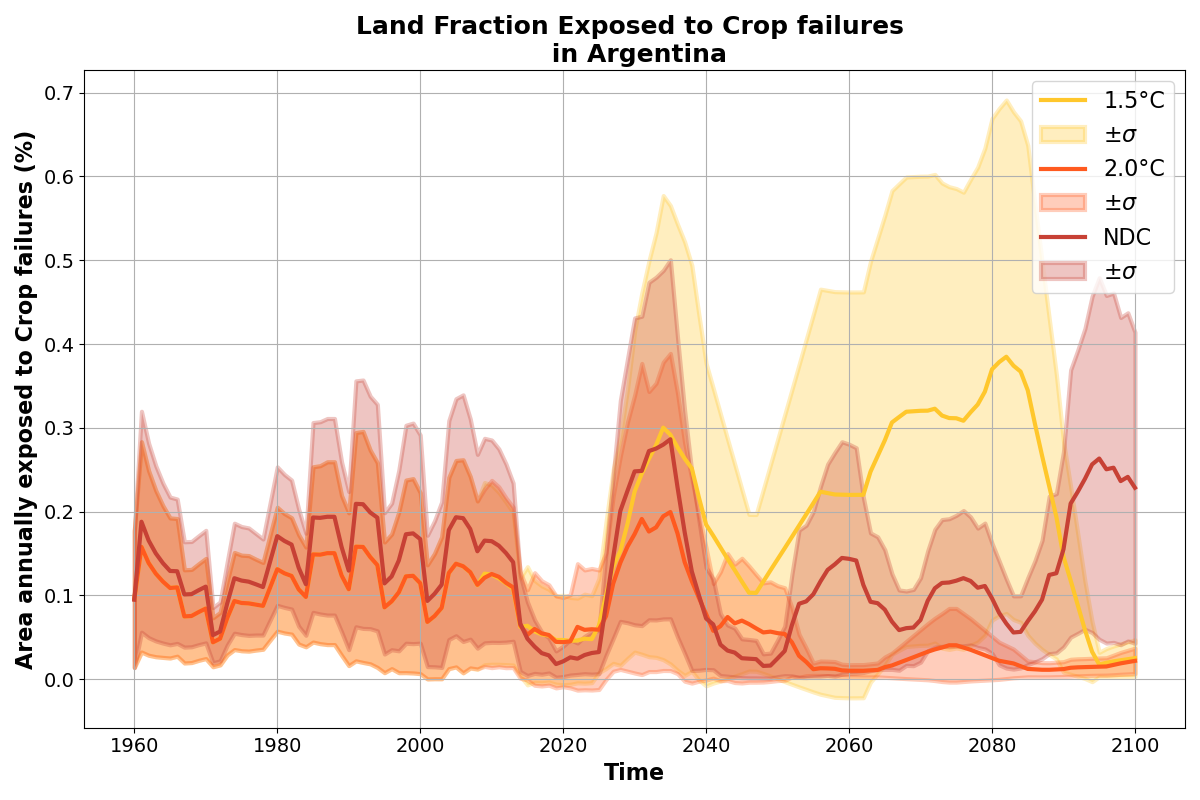 Land Fraction Exposed to Crop failures
in Argentina
Area annually exposed to Crop failures (%)
0.7
0.6
0.5
0.4
0.3
0.2
0.1
0.0
1960 1980 2000 2020 2040 2060 2080 2100
Time
1.5°C
±σ
2.0°C
±σ
NDC
±σ